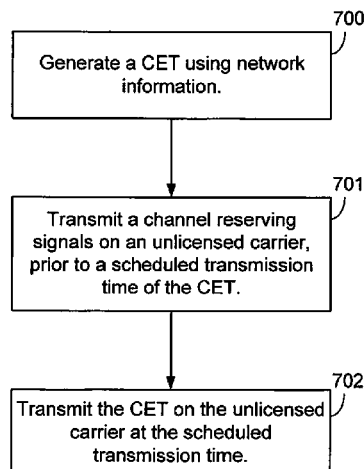 700
Generate a CET using network
information.
701
Transmit a channel reserving
signals on an unlicensed carrier,
prior to a scheduled transmission
time of the CET.
702
Transmit the CET on the unlicensed
carrier at the scheduled
transmission time.